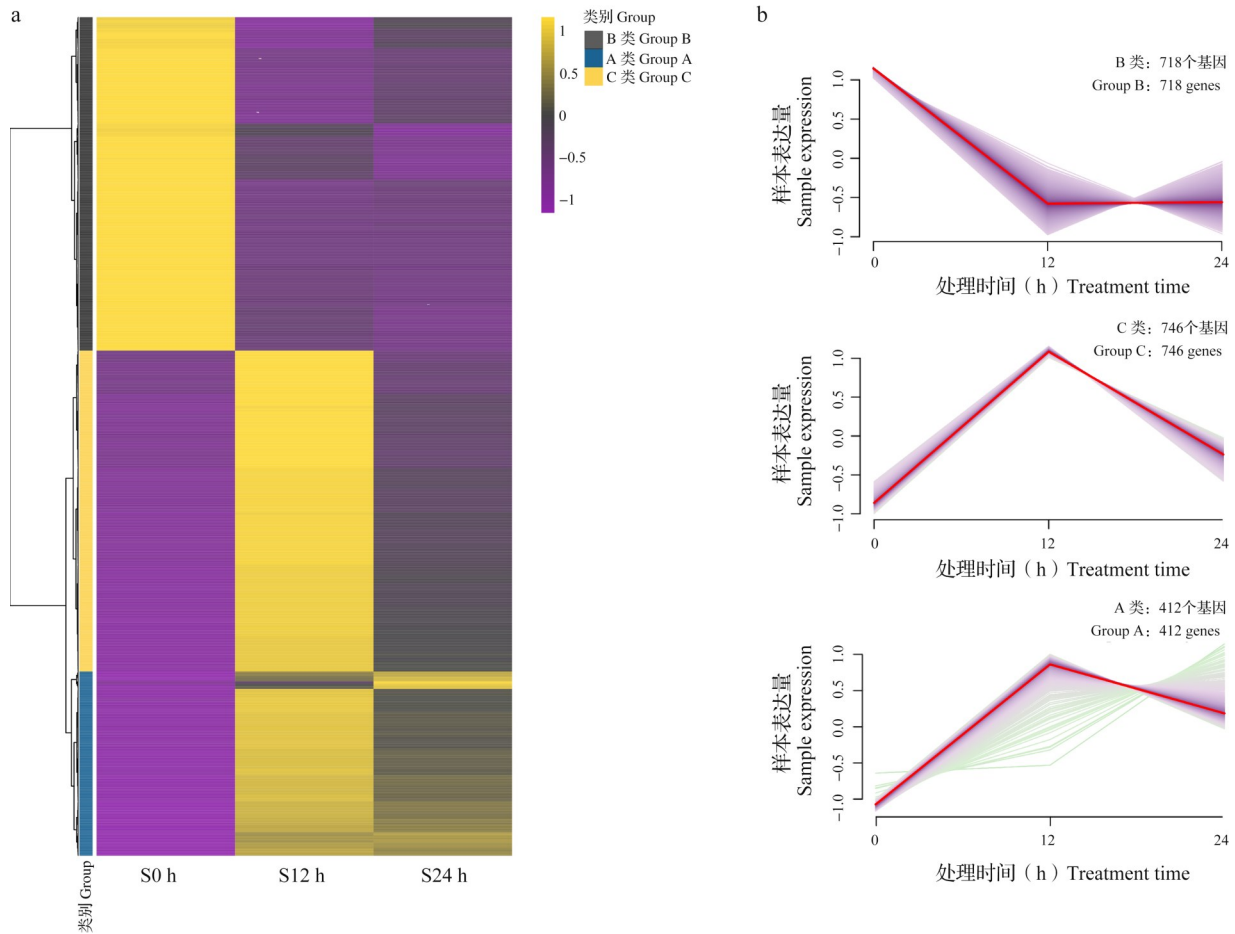 a
类别 Group
B 类 Group B
A 类 Group A
C 类 Group C
1
0.5
0
−0.5
−1
类别 Group
S0 h
S12 h
S24 h
b
B 类：718个基因
Group B：718 genes
样本表达量
Sample expression
1.0
0.5
0.0
−0.5
−1.0
0
12
24
处理时间（h）Treatment time
C 类：746个基因
Group C：746 genes
样本表达量
Sample expression
1.0
0.5
0.0
−0.5
−1.0
0
12
24
处理时间（h）Treatment time
A 类：412个基因
Group A：412 genes
样本表达量
Sample expression
1.0
0.5
0.0
−0.5
−1.0
0
12
24
处理时间（h）Treatment time